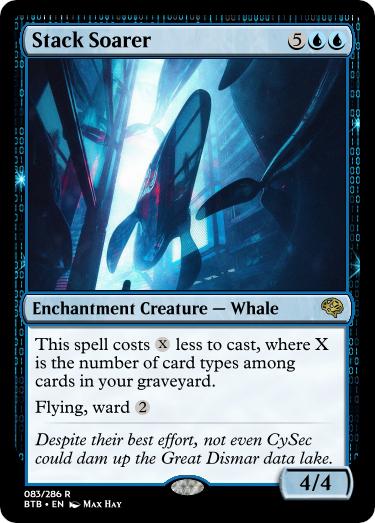 Stack Soarer 5
Enchantment Creature — Whale
This spell costs X less to cast, where X
is the number of card types among
cards in your graveyard.
Flying, ward 2
Despite their best effort, not even CySec
could dam up the Great Dismar data lake.
4/4
083/286 R
BTB • EN Max Hay